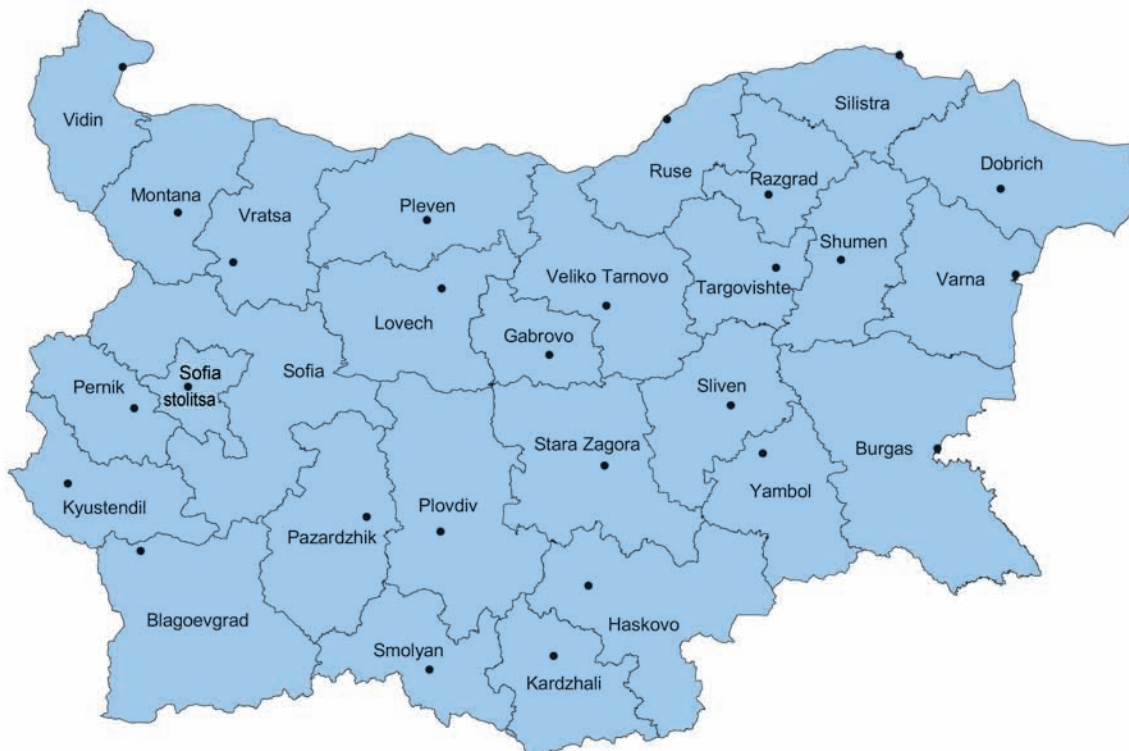 Silistra
Vidin
Dobrich
Ruse
Razgrad
Montana
Pleven
Vratsa
Shumen
Veliko Tarnovo
Varna
Targovishte
Lovech
Gabrovo
Sofia
stolitsa
Sofia
Pernik
Sliven
Stara Zagora
Burgas
Yambol
Kyustendil
Plovdiv
Pazardzhik
Blagoevgrad
Haskovo
Smolyan
Kardzhali